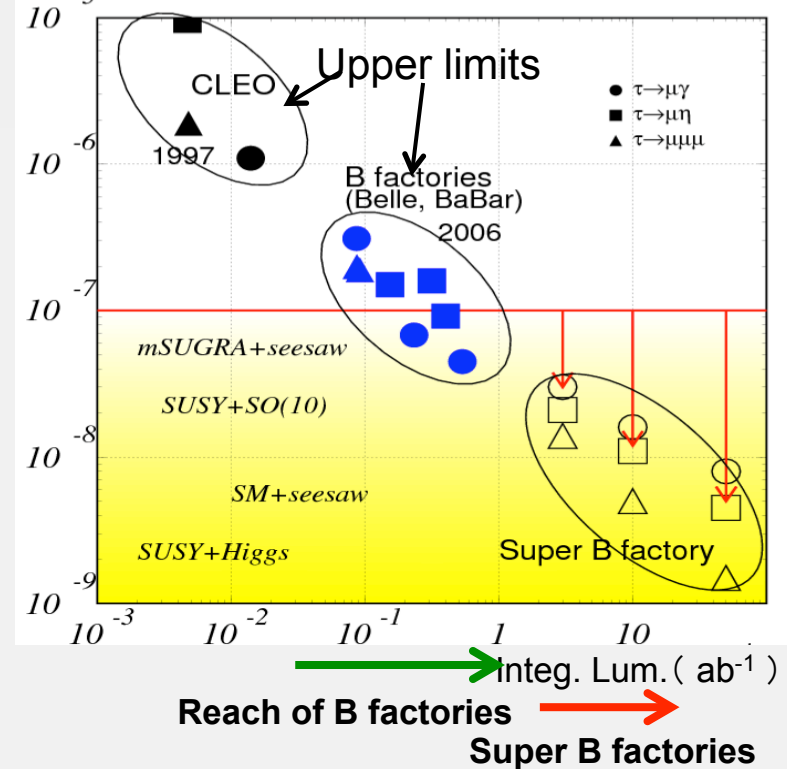 10 -5
CLEO
Upper limits
τ→μγ
τ→μη
τ→μμμ
1997
10 -6
B factories
(Belle, BaBar)
2006
10 -7
mSUGRA+seesaw
SUSY+SO(10)
10 -8
SM+seesaw
SUSY+Higgs
Super B factory
10 -9
10 -3 10 -2 10 -1 1 10
Integ. Lum. ( ab-1 )
Reach of B factories
Super B factories